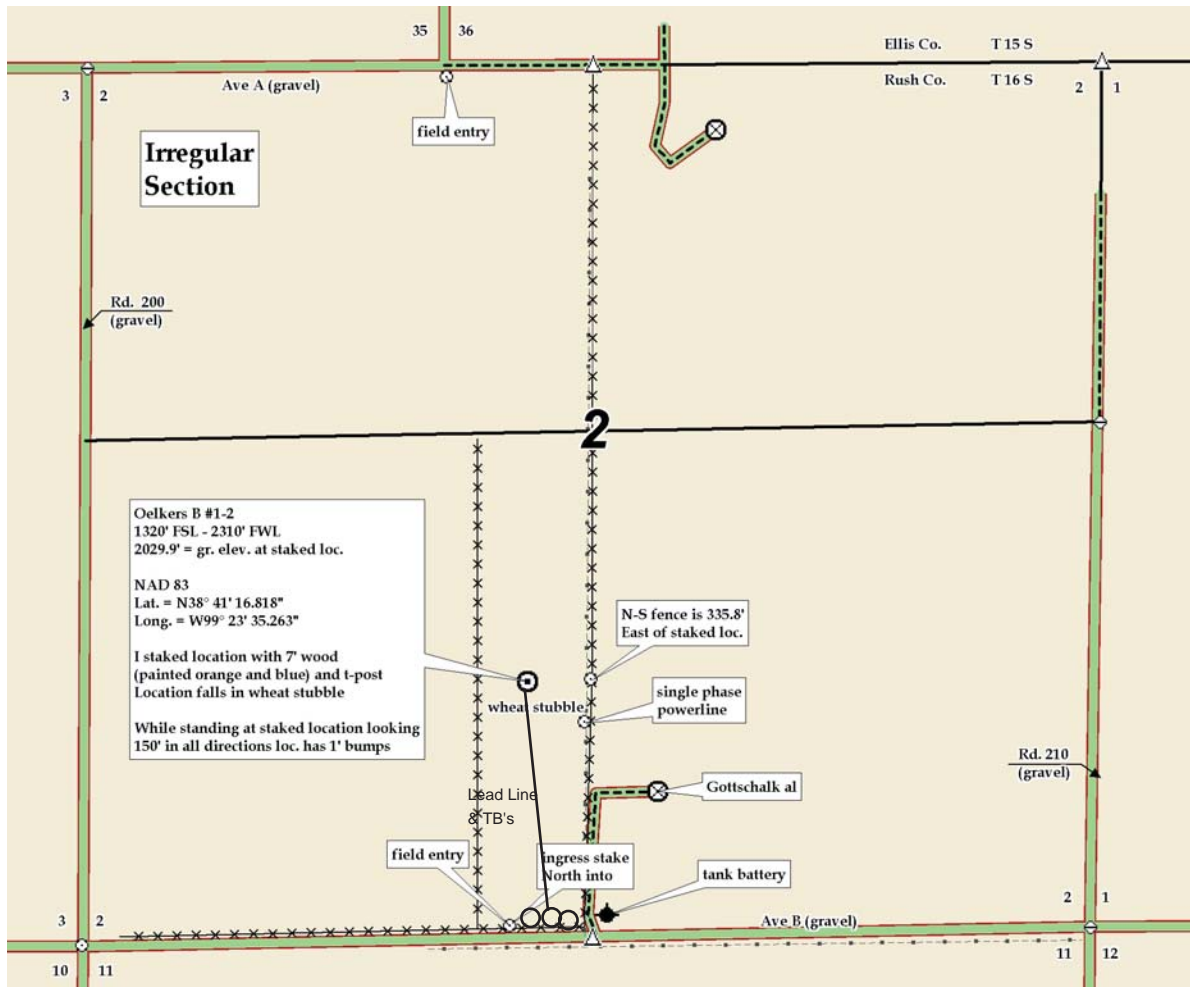 35 36
Ellis Co. T 15 S
Ave A (gravel)
Rush Co. T 16 S
3 2
2 1
field entry
Irregular
Section
Rd. 200
(gravel)
2
Oelkers B #1-2
1320' FSL - 2310' FWL
2029.9' = gr. elev. at staked loc.
NAD 83
Lat. = N38° 41' 16.818"
Long. = W99° 23' 35.263"
I staked location with 7' wood
(painted orange and blue) and t-post
Location falls in wheat stubble
While standing at staked location looking
150' in all directions loc. has 1' bumps
N-S fence is 335.8'
East of staked loc.
wheat stubble
single phase
powerline
Rd. 210
(gravel)
Gottschalk al
Lead Line
& TB's
field entry
ingress stake
North into
tank battery
3 2
2 1
Ave B (gravel)
10 11
11 12